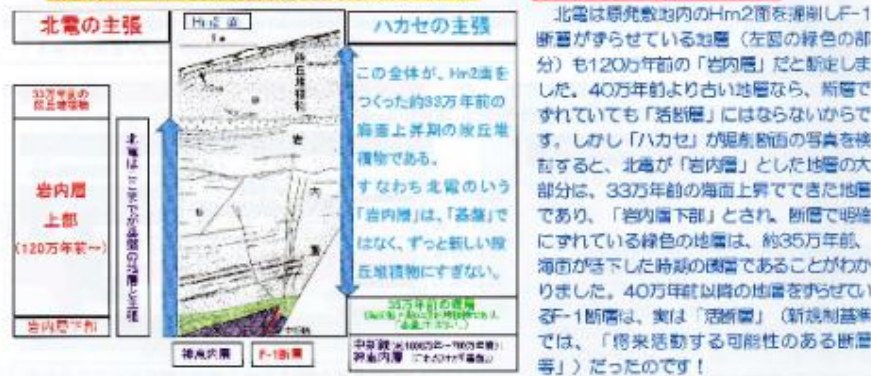 北電の主張
Hm2面
ハカセの主張
33万年前の
段丘堆積物
岩内層
上部
(120万年前〜)
岩内層下部
北電はここまでが基盤の地層と主張
段丘堆積物
岩
内
層
この全体が、Hm2面を
つくった約33万年前の
海面上昇期の段丘堆
積物である。
すなわち北電のいう
「岩内層」は、「基盤」で
はなく、ずっと新しい段
丘堆積物にすぎない。
35万年前の礫層
神恵内層
F-1断層
神恵内層
北電は原発敷地内のHm2面を掘削しF-1
断層がずらせている地層（左図の緑色の部
分）も120万年前の「岩内層」だと断定しま
した。40万年前より古い地層なら、断層で
ずれていても「活断層」にはならないからで
す。しかし「ハカセ」が掘削断面の写真を検
討すると、北電が「岩内層」とした地層の大
部分は、33万年前の海面上昇でできた地層
であり、「岩内層下部」とされ、断層で明瞭
にずれている緑色の地層は、約35万年前、
海面が低下した時期の礫層であることがわか
りました。40万年前以降の地層をずらせてい
るF-1断層は、実は「活断層」（新規制基準
では、「将来活動する可能性のある断層
等」）だったのです！